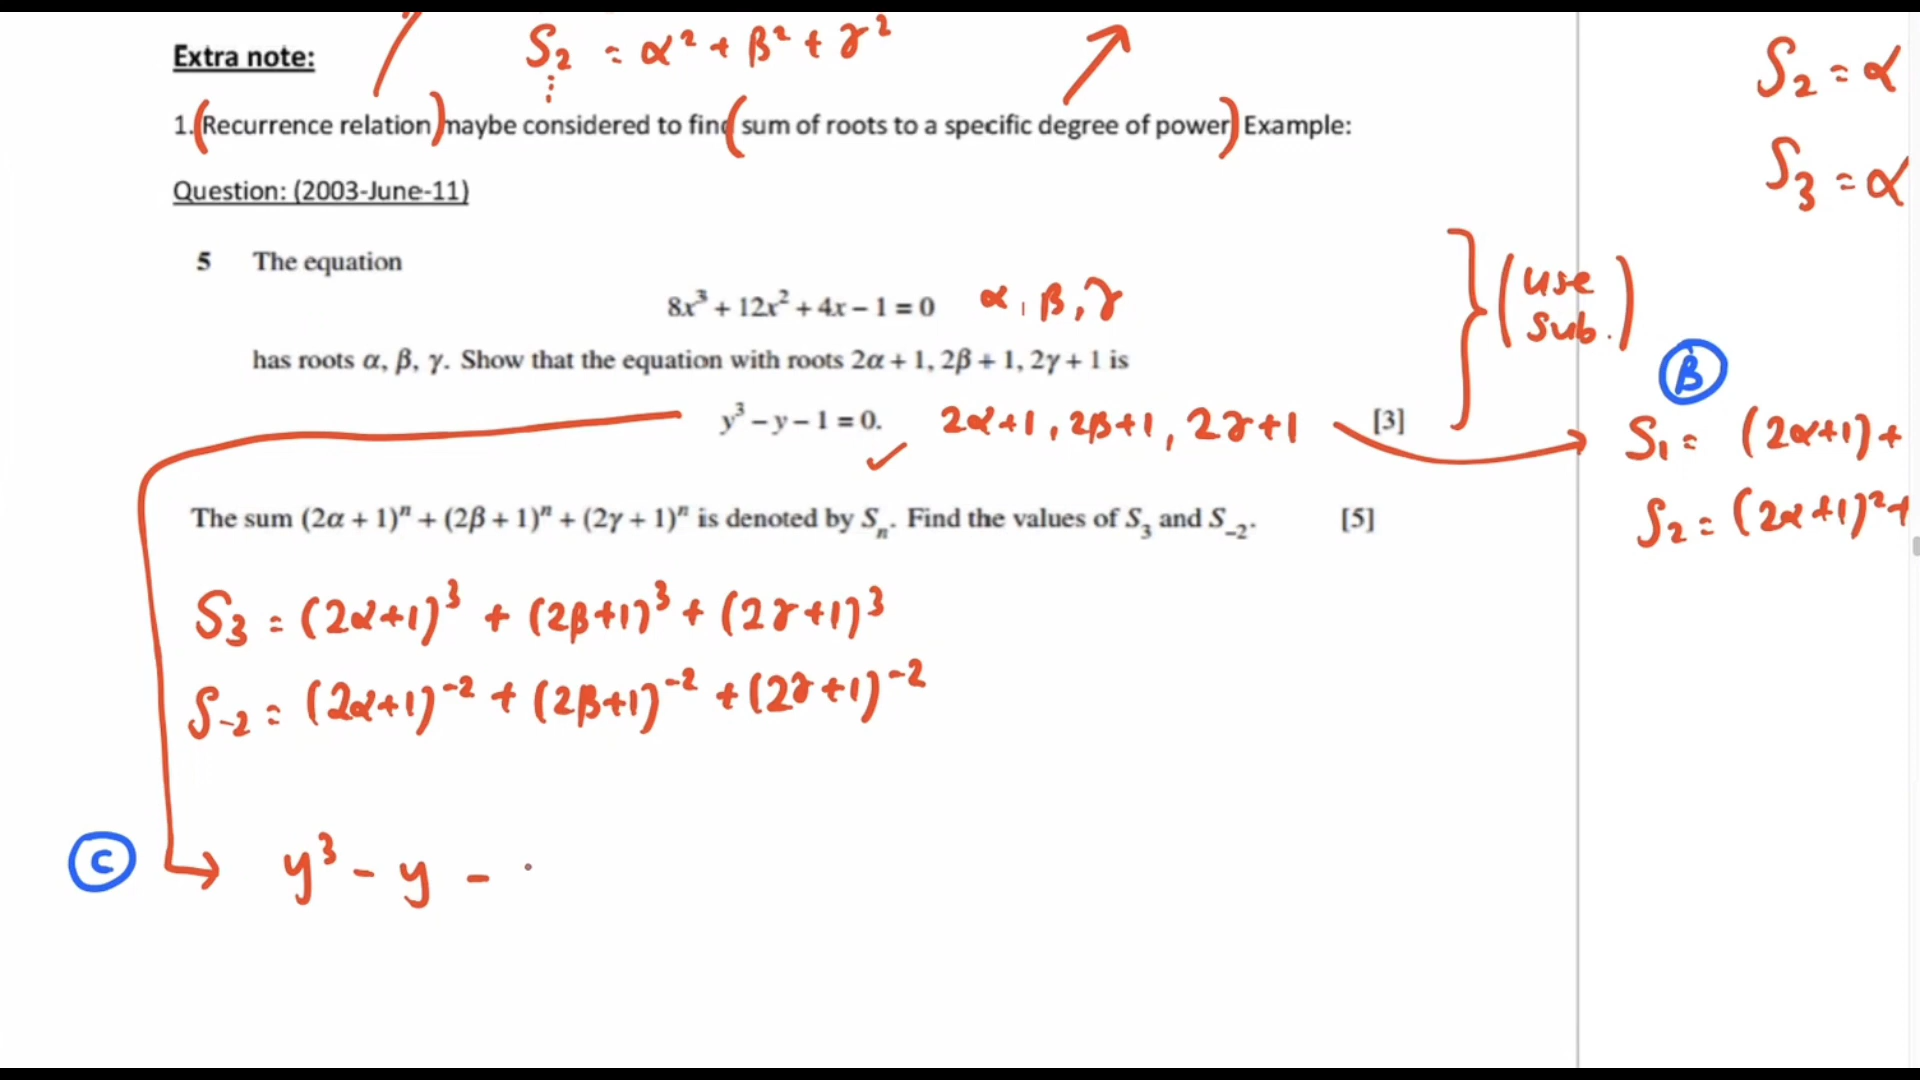 S₂ = α² + β² + γ²
Extra note:
1. (Recurrence relation) maybe considered to find (sum of roots to a specific degree of power) Example:
Question: (2003-June-11)
5 The equation
8x³ + 12x² + 4x – 1 = 0 α, β, γ
has roots α, β, γ. Show that the equation with roots 2α + 1, 2β + 1, 2γ + 1 is
y³ – y – 1 = 0. 2α+1, 2β+1, 2γ+1 [3]
The sum (2α + 1)ⁿ + (2β + 1)ⁿ + (2γ + 1)ⁿ is denoted by Sₙ. Find the values of S₃ and S₋₂. [5]
S₃ = (2α+1)³ + (2β+1)³ + (2γ+1)³
S₋₂ = (2α+1)⁻² + (2β+1)⁻² + (2γ+1)⁻²
C → y³ - y -
S₂ = α
S₃ = α
(use
sub.)
B
S₁ = (2α+1) +
S₂ = (2α+1)² +